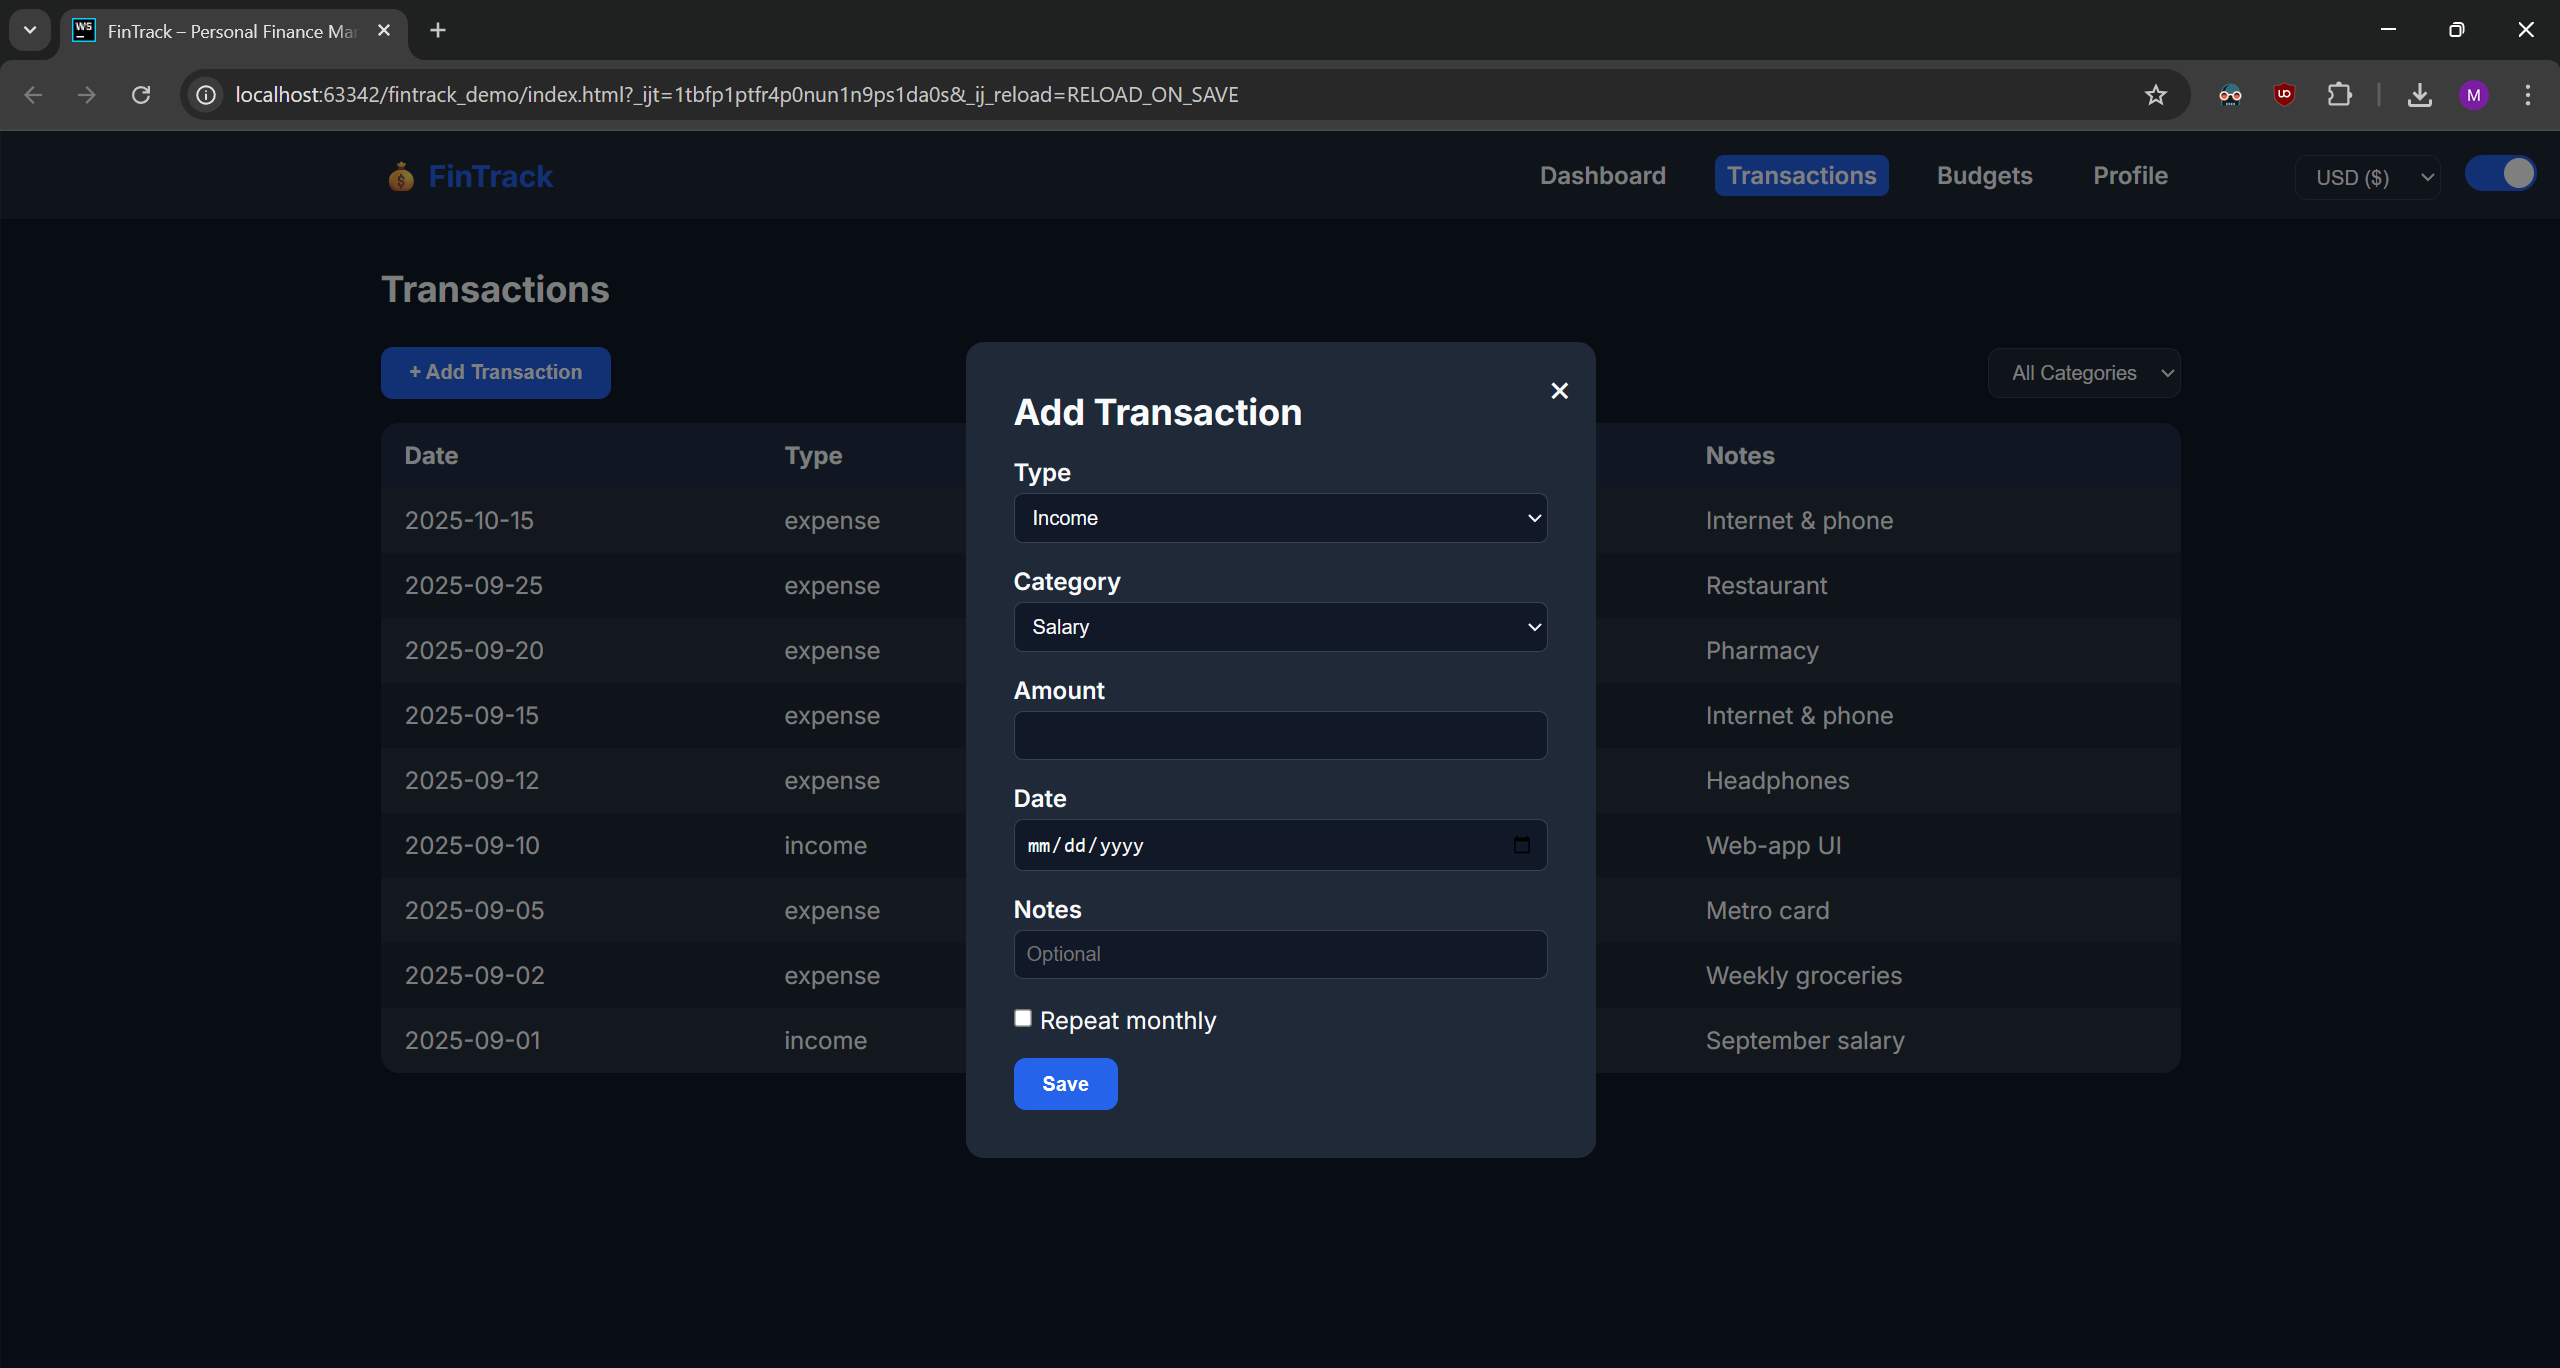 WS FinTrack – Personal Finance Mar
localhost:63342/fintrack_demo/index.html?_ijt=1tbfp1ptfr4p0nun1n9ps1da0s&_ij_reload=RELOAD_ON_SAVE
M
FinTrack Dashboard Transactions Budgets Profile USD ($)
Transactions
+ Add Transaction
All Categories
Date Type Notes
2025-10-15 expense Internet & phone
2025-09-25 expense Restaurant
2025-09-20 expense Pharmacy
2025-09-15 expense Internet & phone
2025-09-12 expense Headphones
2025-09-10 income Web-app UI
2025-09-05 expense Metro card
2025-09-02 expense Weekly groceries
2025-09-01 income September salary
Add Transaction
Type
Income
Category
Salary
Amount
Date
mm/dd/yyyy
Notes
Optional
Repeat monthly
Save